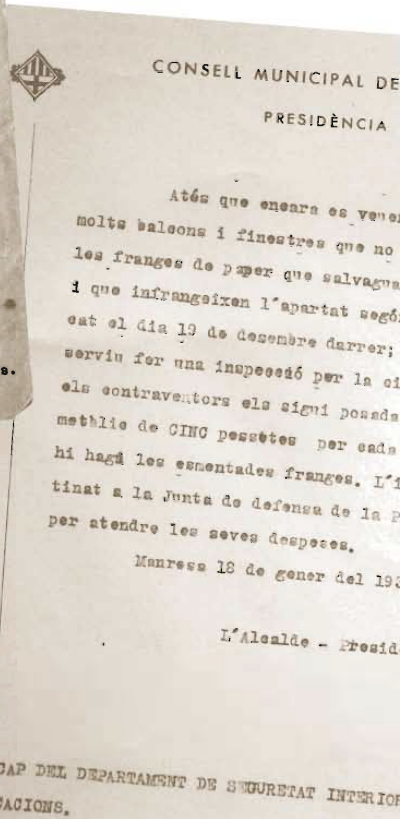 CONSELL MUNICIPAL DE
PRESIDÈNCIA
Atés que encara es veuen
molts balcons i finestres que no
les franges de paper que salvagua
i que infrangeixen l'apartat segón
cat el dia 19 de desembre darrer;
serviu fer una inspecció per la ci
els contraventors els sigui posada
metàlic de CINC pessetes per cada
hi hagi les esmentades franges. L'i
tinat a la Junta de defensa de la P
per atendre les seves despeses.
Manresa 18 de gener del 193
L'Alcalde - Presid
CAP DEL DEPARTAMENT DE SEGURETAT INTERIOR
CACIONS.
s.